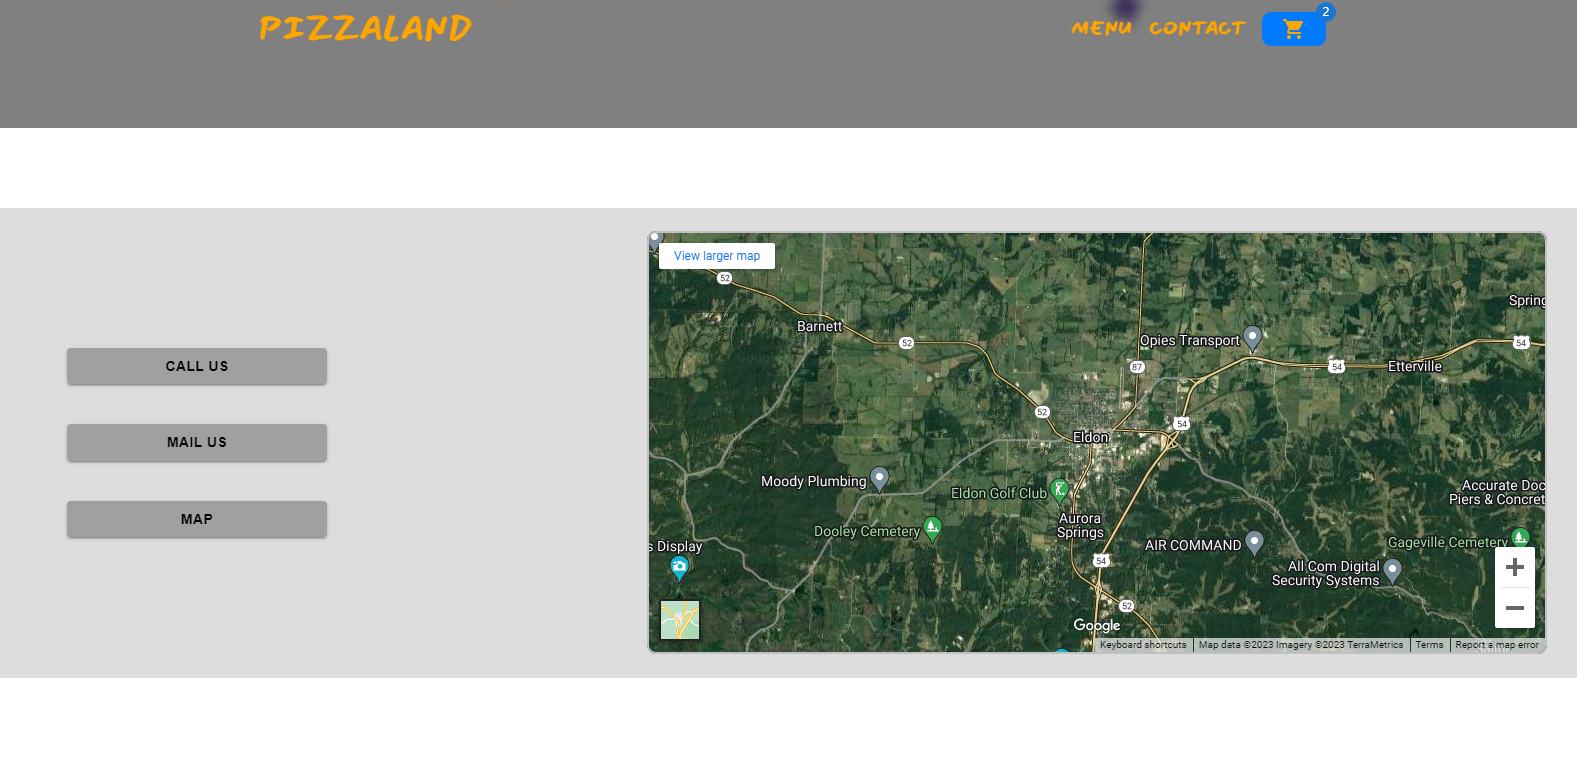 PIZZALAND
MENU CONTACT 2
CALL US
MAIL US
MAP
View larger map
52
Spring
Barnett
52
Opies Transport
54
87
54
Etterville
52
54
Eldon
Moody Plumbing
Eldon Golf Club
Accurate Doc
Piers & Concret
Dooley Cemetery
Aurora
Springs
s Display
AIR COMMAND
Gageville Cemetery
54
All Com Digital
Security Systems
52
Google
Keyboard shortcuts
Map data ©2023 Imagery ©2023 TerraMetrics
Terms
Report a map error